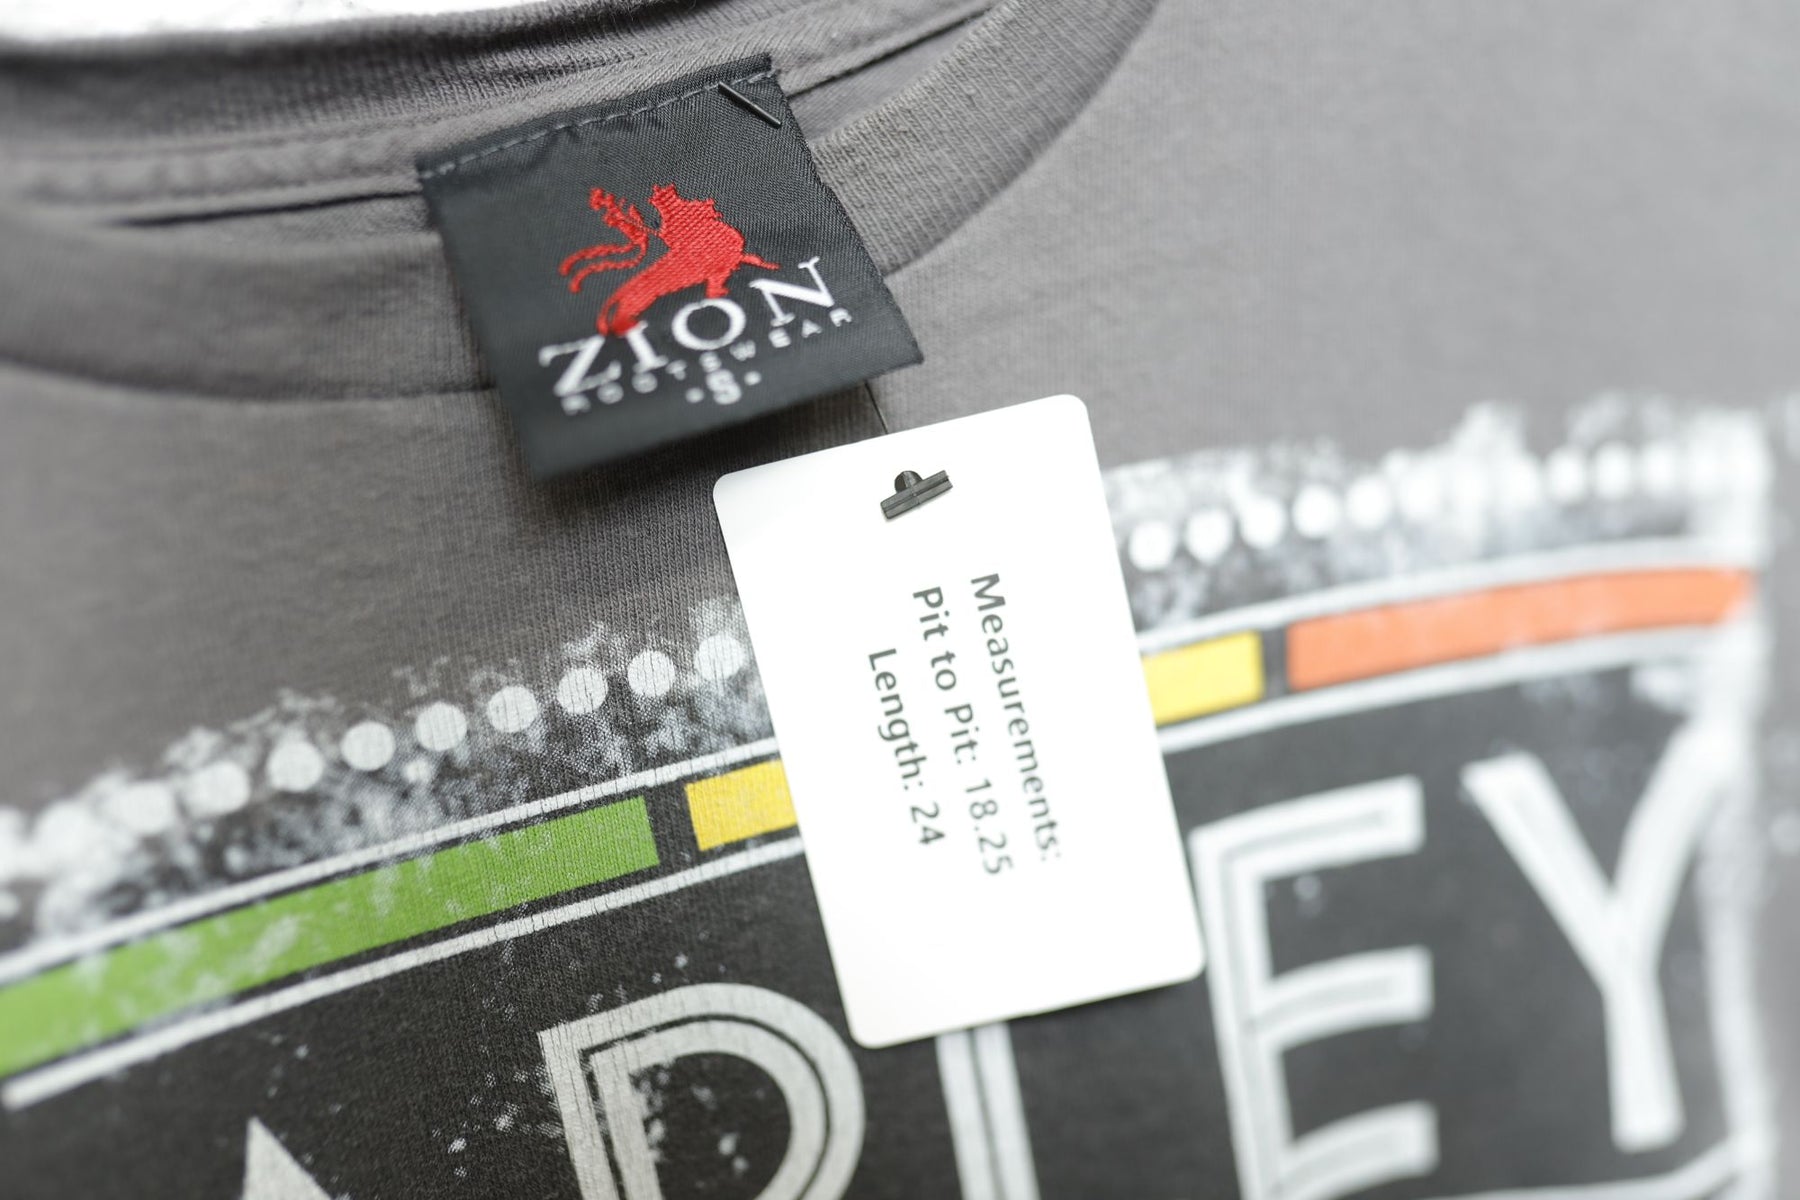 ZION
ROOTSWEAR
S
Measurements:
Pit to Pit: 18.25
Length: 24
EY